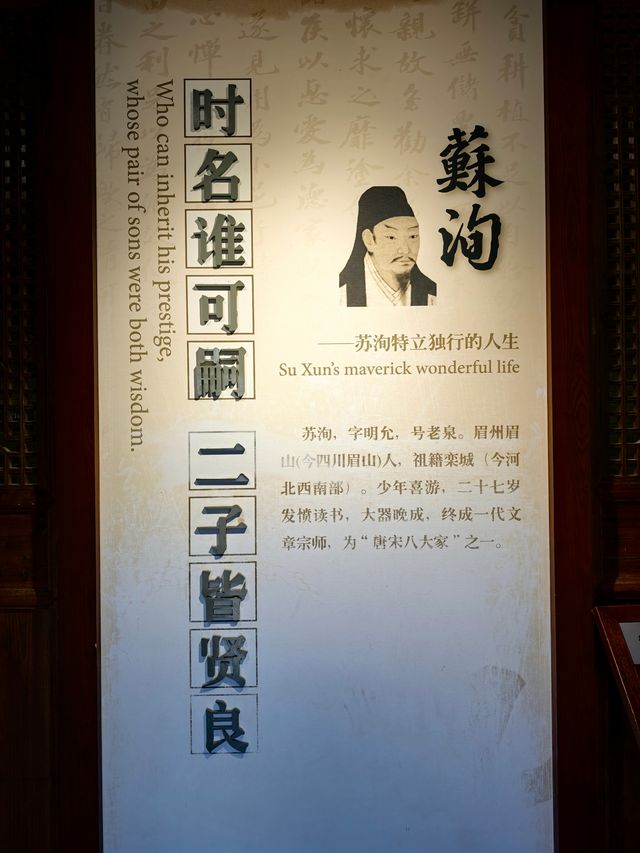 蘇洵
——苏洵特立独行的人生
Su Xun's maverick wonderful life
苏洵，字明允，号老泉。眉州眉
山(今四川眉山)人，祖籍栾城（今河
北西南部）。少年喜游，二十七岁
发愤读书，大器晚成，终成一代文
章宗师，为“唐宋八大家”之一。
时名谁可嗣
二子皆贤良
Who can inherit his prestige,
whose pair of sons were both wisdom.